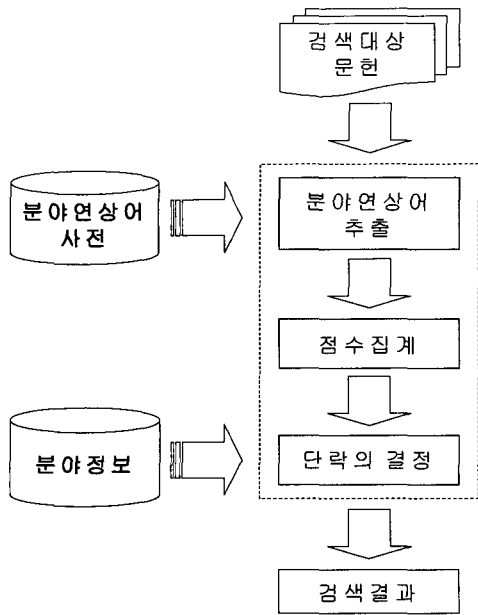 검색대상
문헌
분야연상어
사전
분야연상어
추출
점수집계
분야정보
단락의 결정
검색결과